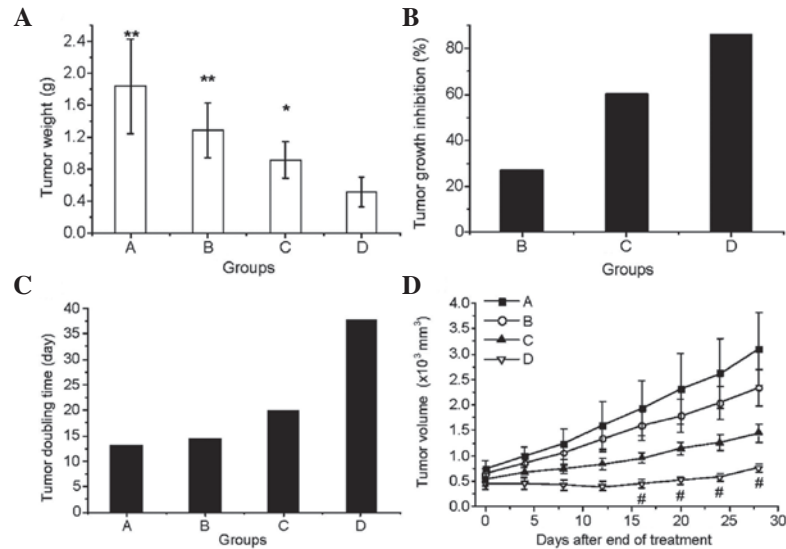 A
Tumor weight (g)
2.4
2.0
1.6
1.2
0.8
0.4
0.0
**
**
*
A B C D
Groups
B
Tumor growth inhibition (%)
80
60
40
20
0
B C D
Groups
C
Tumor doubling time (day)
40
35
30
25
20
15
10
5
0
A B C D
Groups
D
Tumor volume (x10³ mm³)
4.0
3.5
3.0
2.5
2.0
1.5
1.0
0.5
0.0
A
B
C
D
# # # #
0 5 10 15 20 25 30
Days after end of treatment